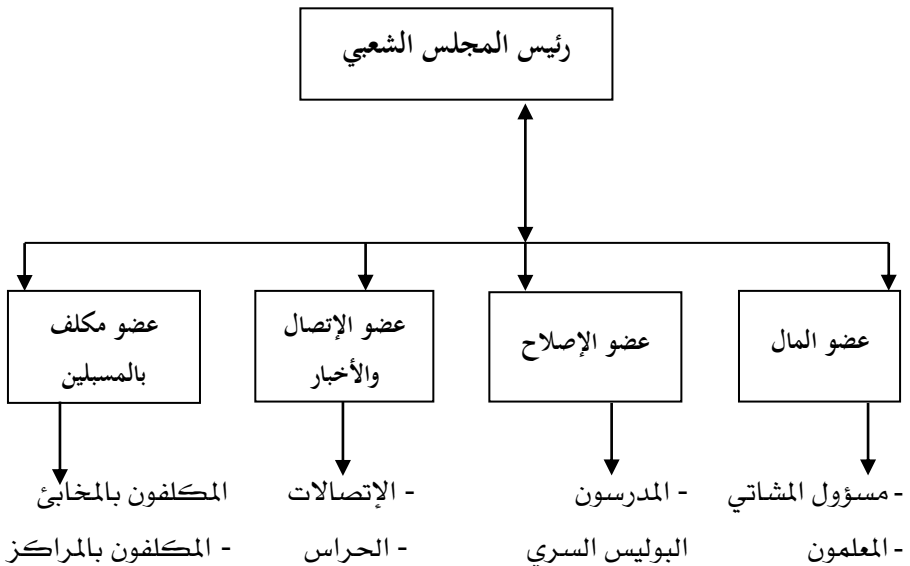 رئيس المجلس الشعبي
عضو المال
عضو الإصلاح
عضو الإتصال
والأخبار
عضو مكلف
بالمسبلين
- مسؤول المشاتي
- المعلمون
- المدرسون
البوليس السري
- الإتصالات
- الحراس
المكلفون بالمخابئ
- المكلفون بالمراكز